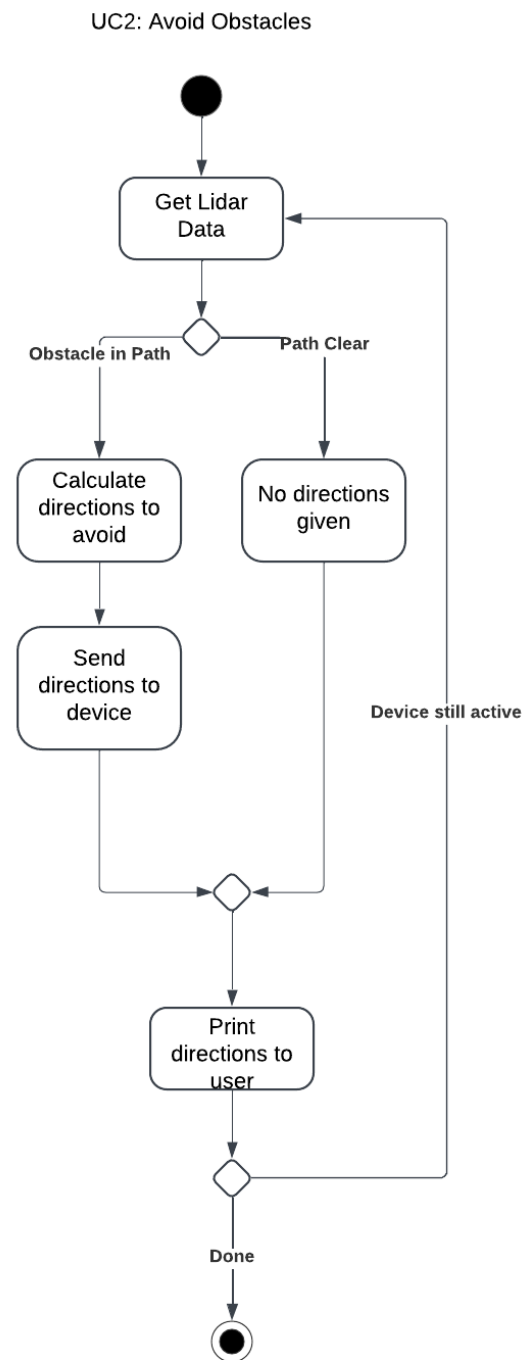 UC2: Avoid Obstacles
Get Lidar
Data
Obstacle in Path
Path Clear
Calculate
directions to
avoid
No directions
given
Send
directions to
device
Device still active
Print
directions to
user
Done